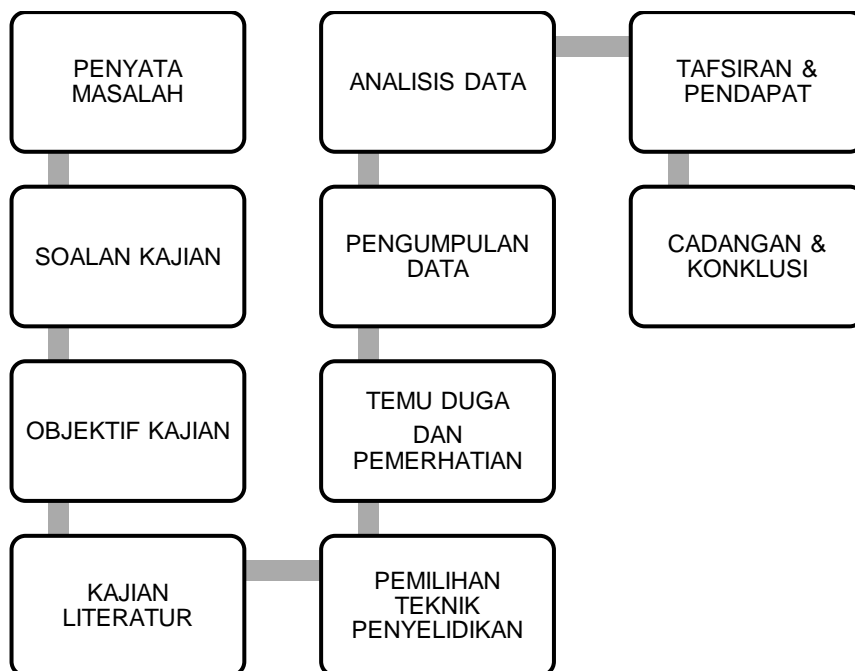 PENYATA
MASALAH
SOALAN KAJIAN
OBJEKTIF KAJIAN
KAJIAN
LITERATUR
PEMILIHAN
TEKNIK
PENYELIDIKAN
TEMU DUGA
DAN
PEMERHATIAN
PENGUMPULAN
DATA
ANALISIS DATA
TAFSIRAN &
PENDAPAT
CADANGAN &
KONKLUSI